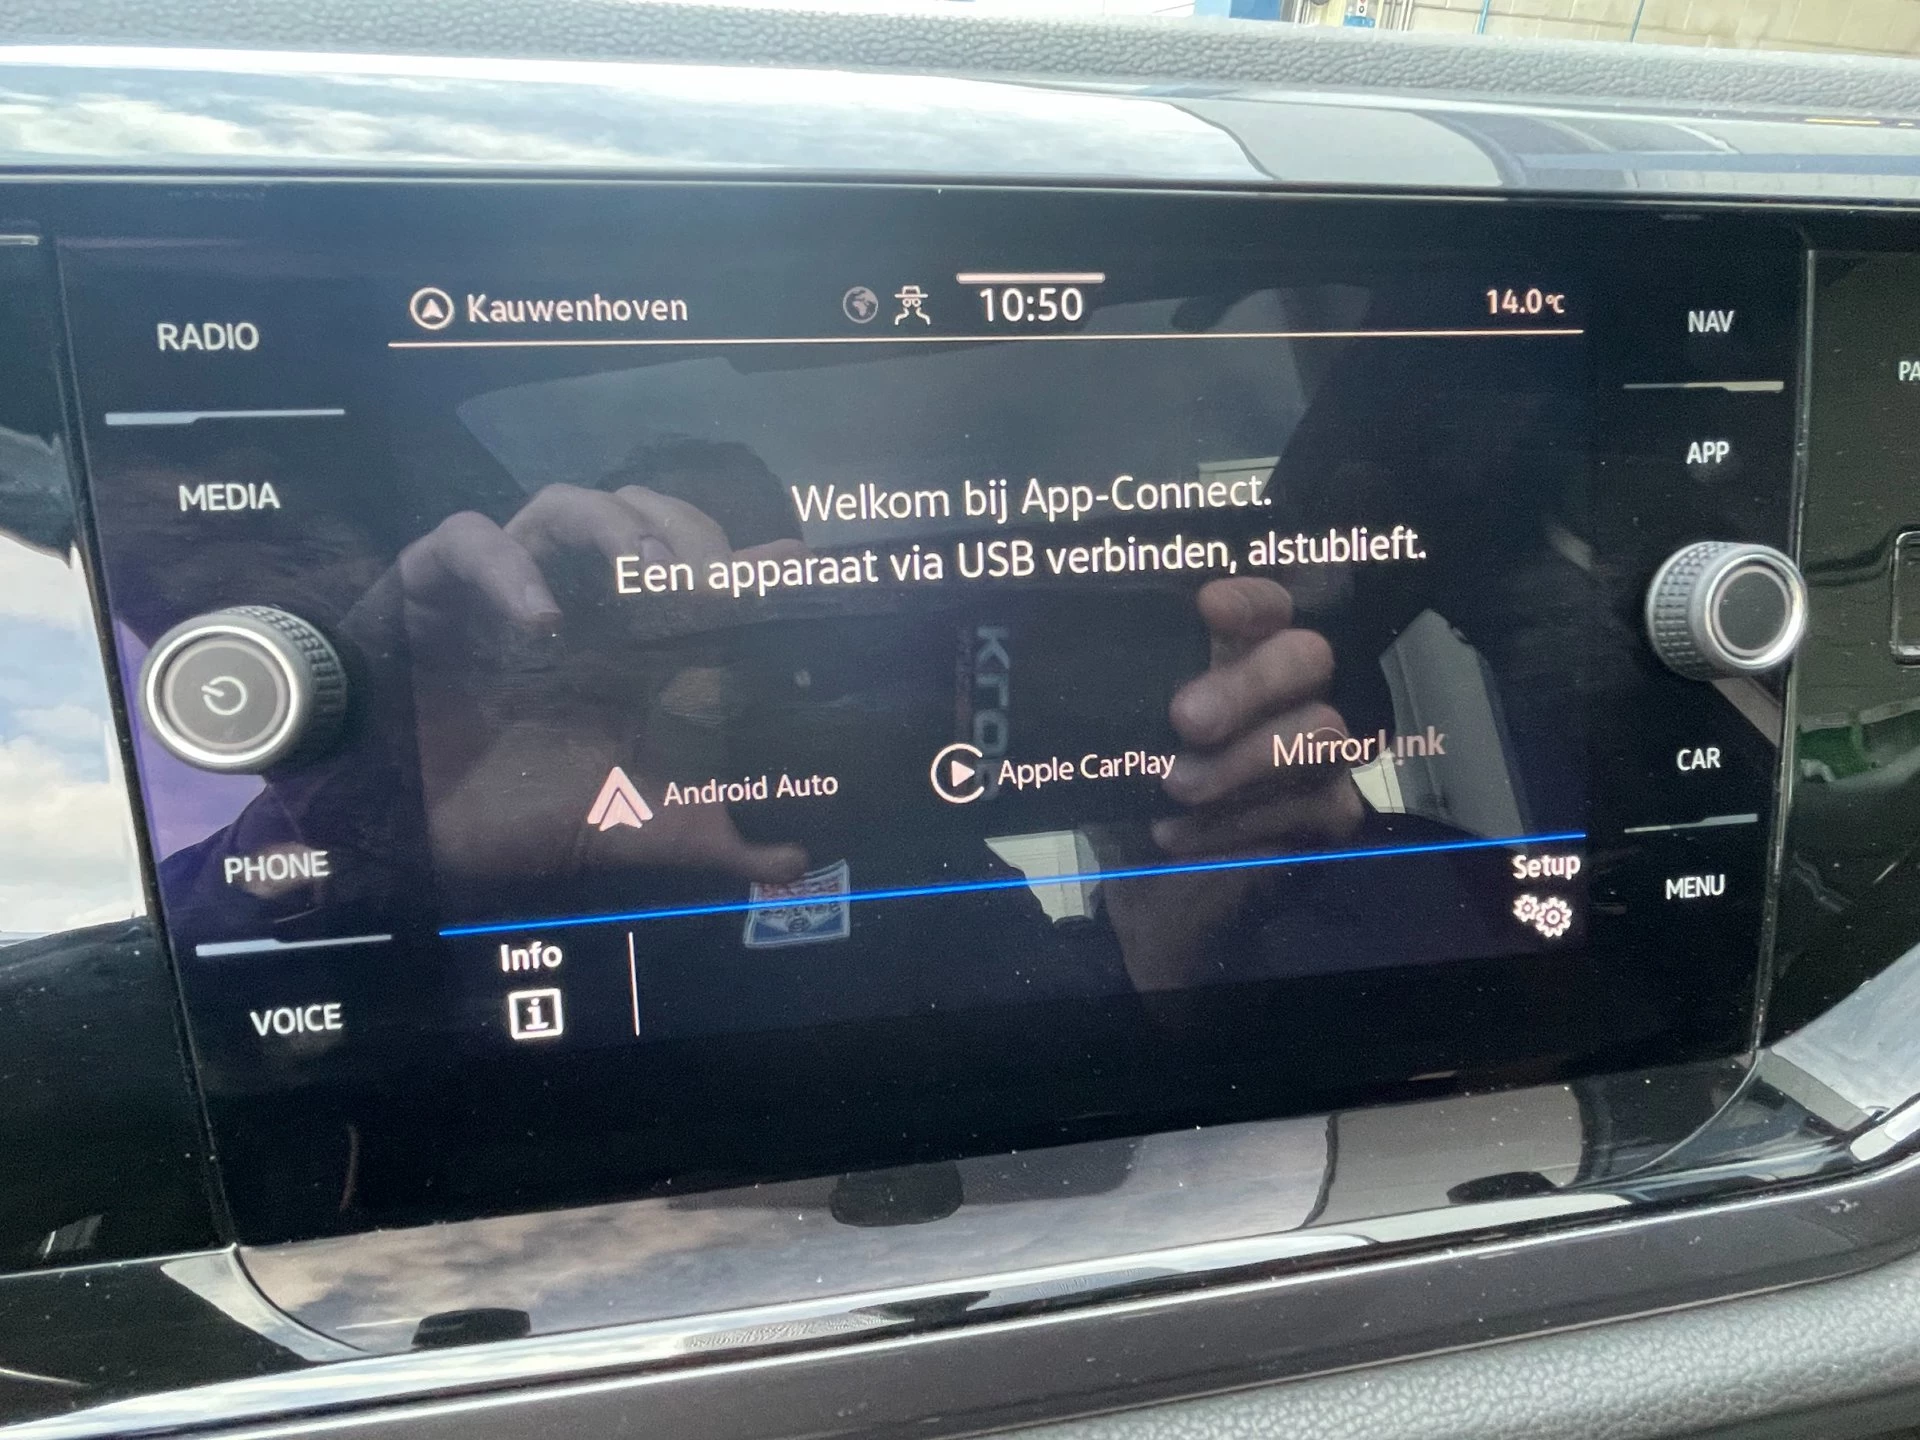 Kauwenhoven
10:50
14.0°C
RADIO
MEDIA
PHONE
VOICE
NAV
APP
CAR
MENU
PA
Welkom bij App-Connect.
Een apparaat via USB verbinden, alstublieft.
Android Auto
Apple CarPlay
MirrorLink
Info
i
Setup